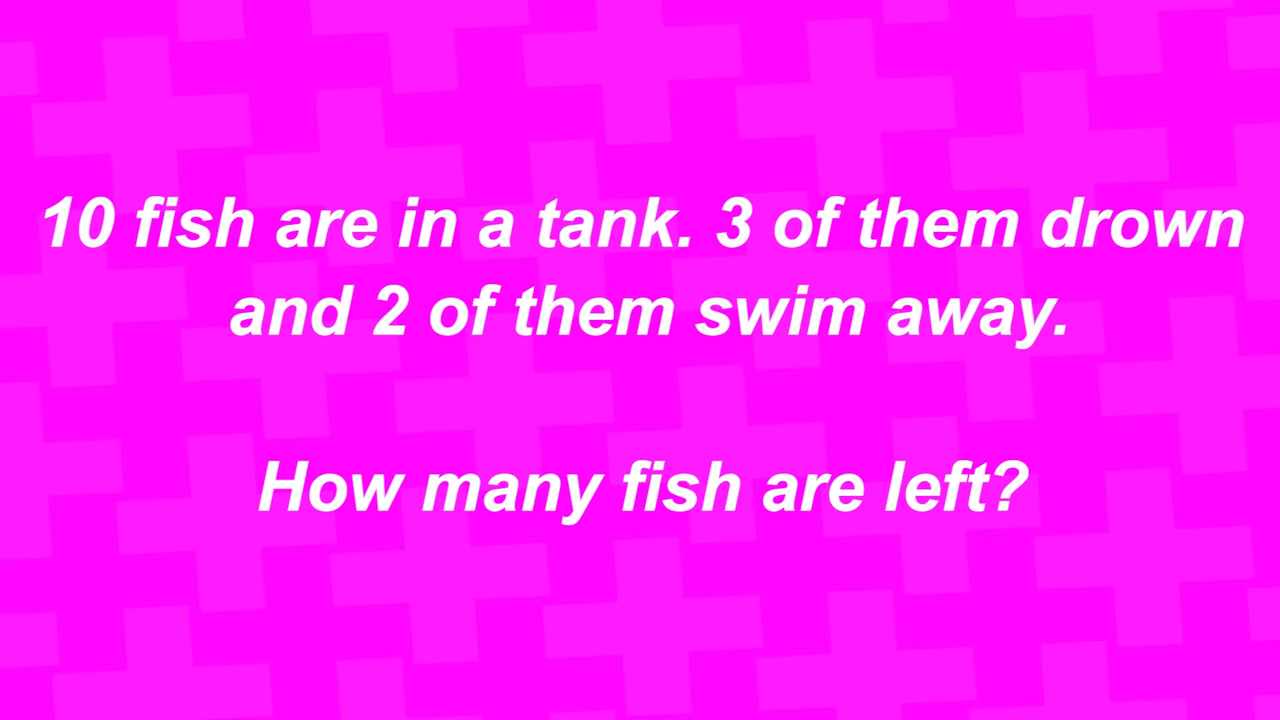 10 fish are in a tank. 3 of them drown
and 2 of them swim away.
How many fish are left?